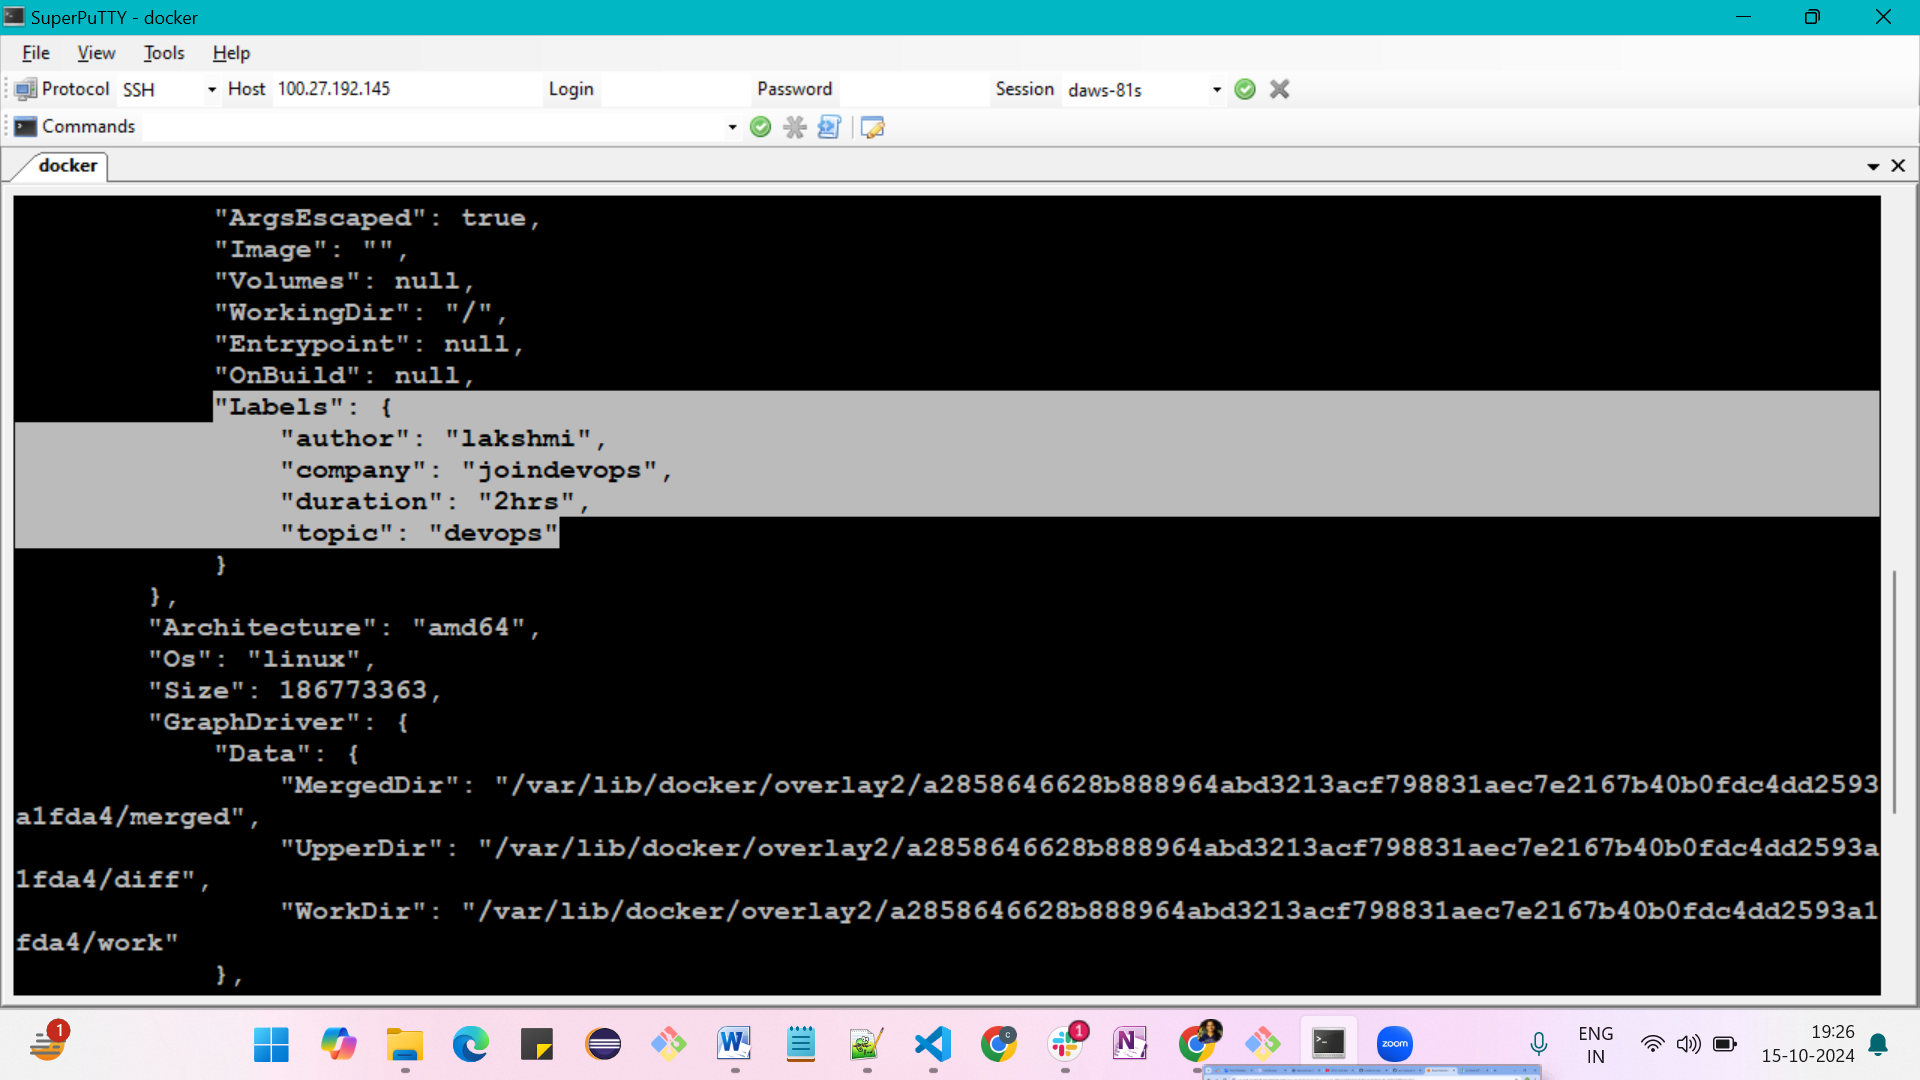 SuperPuTTY - docker
File View Tools Help
Protocol SSH Host 100.27.192.145 Login Password Session daws-81s
Commands
docker
"ArgsEscaped": true,
"Image": "",
"Volumes": null,
"WorkingDir": "/",
"Entrypoint": null,
"OnBuild": null,
"Labels": {
"author": "lakshmi",
"company": "joindevops",
"duration": "2hrs",
"topic": "devops"
}
},
"Architecture": "amd64",
"Os": "linux",
"Size": 186773363,
"GraphDriver": {
"Data": {
"MergedDir": "/var/lib/docker/overlay2/a2858646628b888964abd3213acf798831aec7e2167b40b0fdc4dd2593
a1fda4/merged",
"UpperDir": "/var/lib/docker/overlay2/a2858646628b888964abd3213acf798831aec7e2167b40b0fdc4dd2593a
1fda4/diff",
"WorkDir": "/var/lib/docker/overlay2/a2858646628b888964abd3213acf798831aec7e2167b40b0fdc4dd2593a1
fda4/work"
},
1
W
C
1
N
zoom
ENG
IN
19:26
15-10-2024